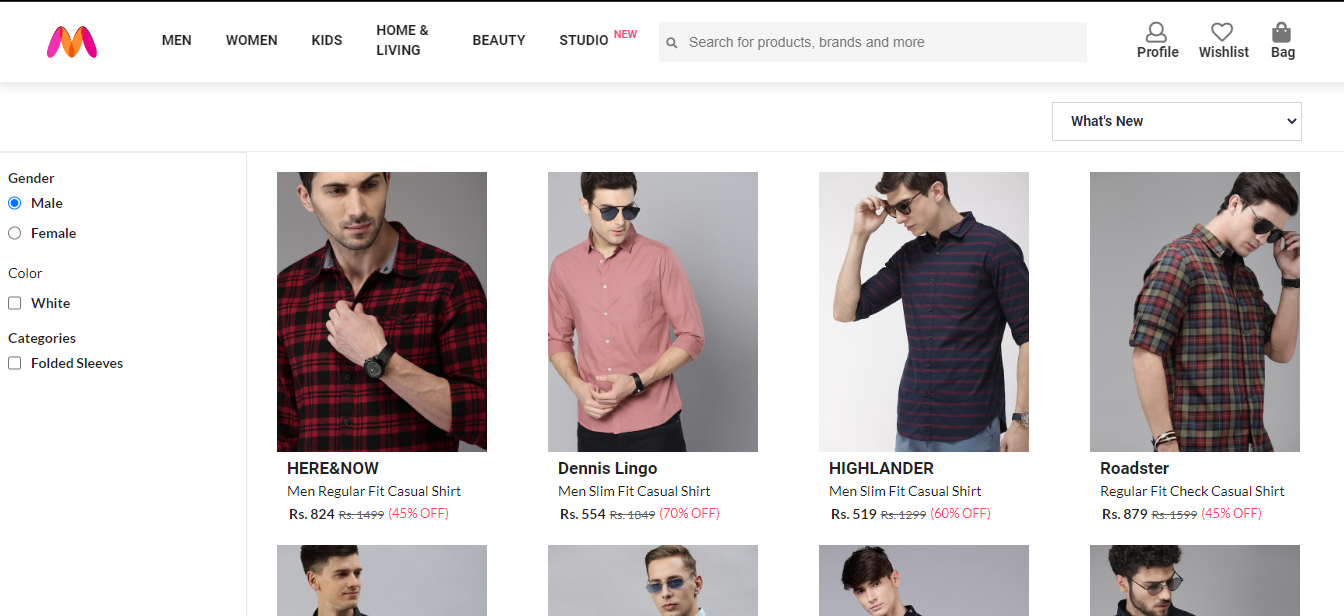 MEN
WOMEN
KIDS
HOME &
LIVING
BEAUTY
STUDIO NEW
Search for products, brands and more
Profile
Wishlist
Bag
What's New
Gender
Male
Female
Color
White
Categories
Folded Sleeves
HERE&NOW
Men Regular Fit Casual Shirt
Rs. 824 Rs. 1499 (45% OFF)
Dennis Lingo
Men Slim Fit Casual Shirt
Rs. 554 Rs. 1849 (70% OFF)
HIGHLANDER
Men Slim Fit Casual Shirt
Rs. 519 Rs. 1299 (60% OFF)
Roadster
Regular Fit Check Casual Shirt
Rs. 879 Rs. 1599 (45% OFF)